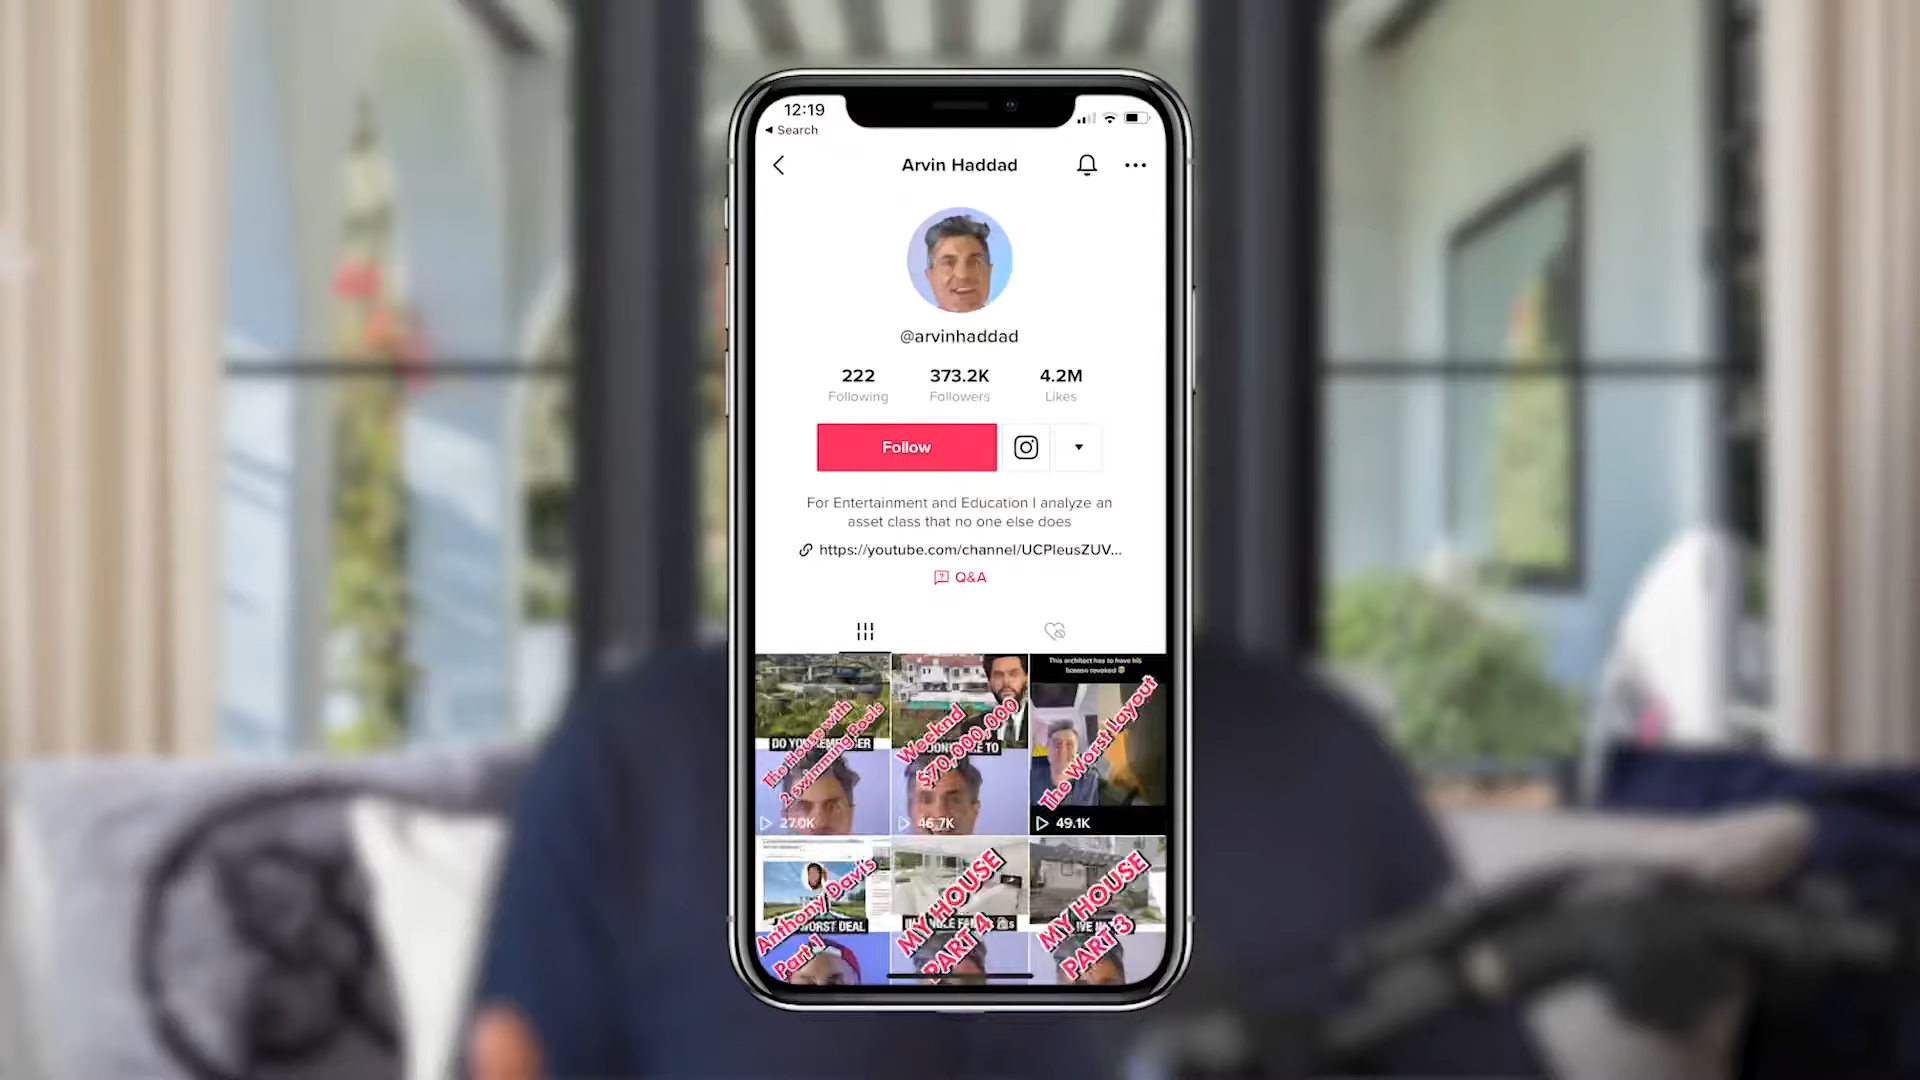 12:19
Search
Arvin Haddad
@arvinhaddad
222
373.2K
4.2M
Following
Followers
Likes
Follow
For Entertainment and Education I analyze an
asset class that no one else does
https://youtube.com/channel/UCPleusZUV...
Q&A
The House with
2 swimming Pools
27.0K
Weeknd
$70,000,000
46.7K
This architect has to have his
license revoked
The Worst Layout
49.1K
Anthony Davis
Part 1
WORST DEAL
MY HOUSE
PART 4
MY HOUSE
PART 3